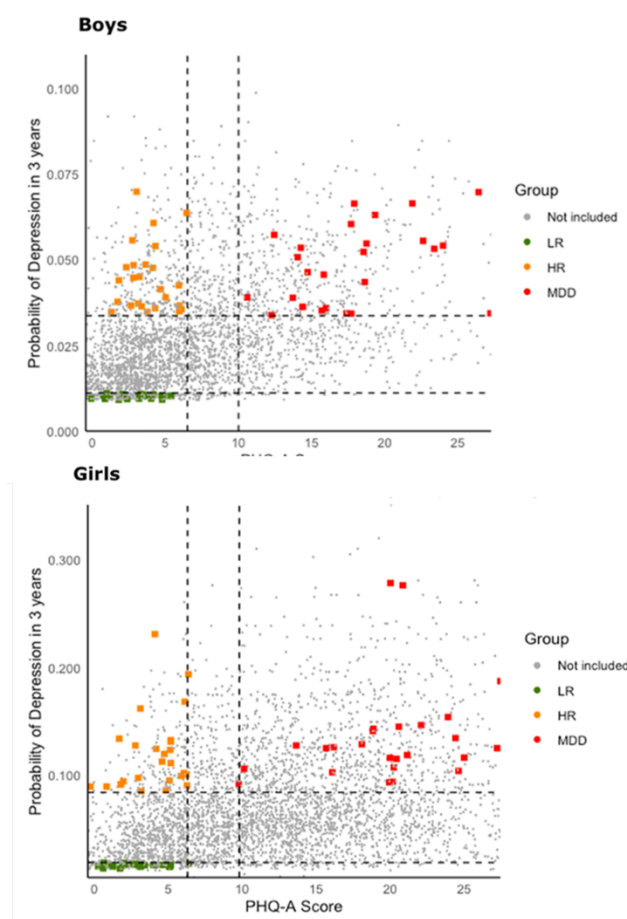 Boys
Probability of Depression in 3 years
0.100
0.075
0.050
0.025
0.000
0 5 10 15 20 25
PHQ-A Score
Group
Not included
LR
HR
MDD
Girls
Probability of Depression in 3 years
0.300
0.200
0.100
0 5 10 15 20 25
PHQ-A Score
Group
Not included
LR
HR
MDD